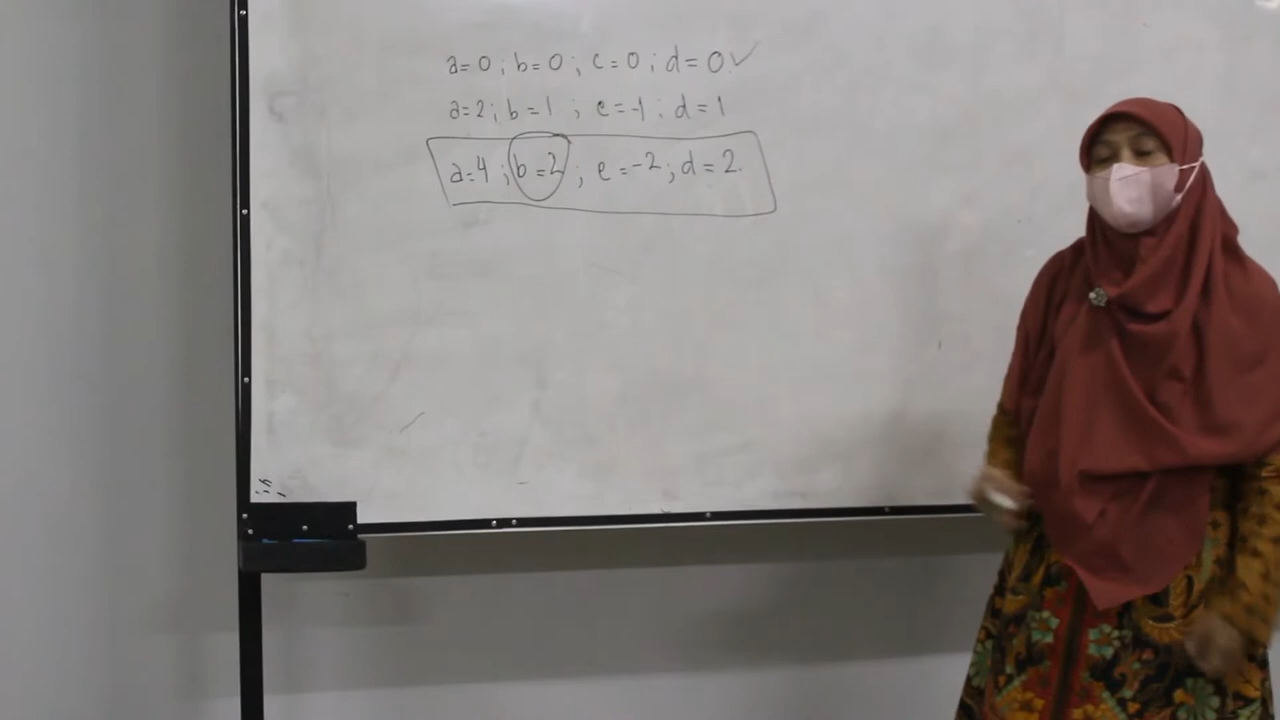 a=0 ; b=0 ; c=0 ; d=0. ✓
a=2 ; b=1 ; c=-1 ; d=1
a=4 ; b=2 ; c=-2 ; d=2.